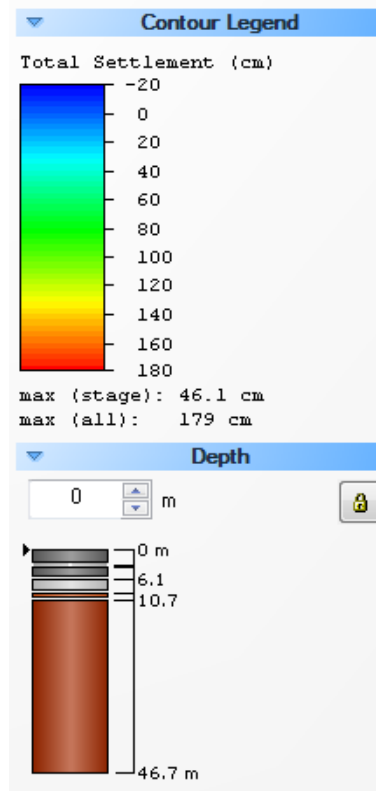 Contour Legend
Total Settlement (cm)
-20
0
20
40
60
80
100
120
140
160
180
max (stage): 46.1 cm
max (all): 179 cm
Depth
0 m
0 m
6.1
10.7
46.7 m